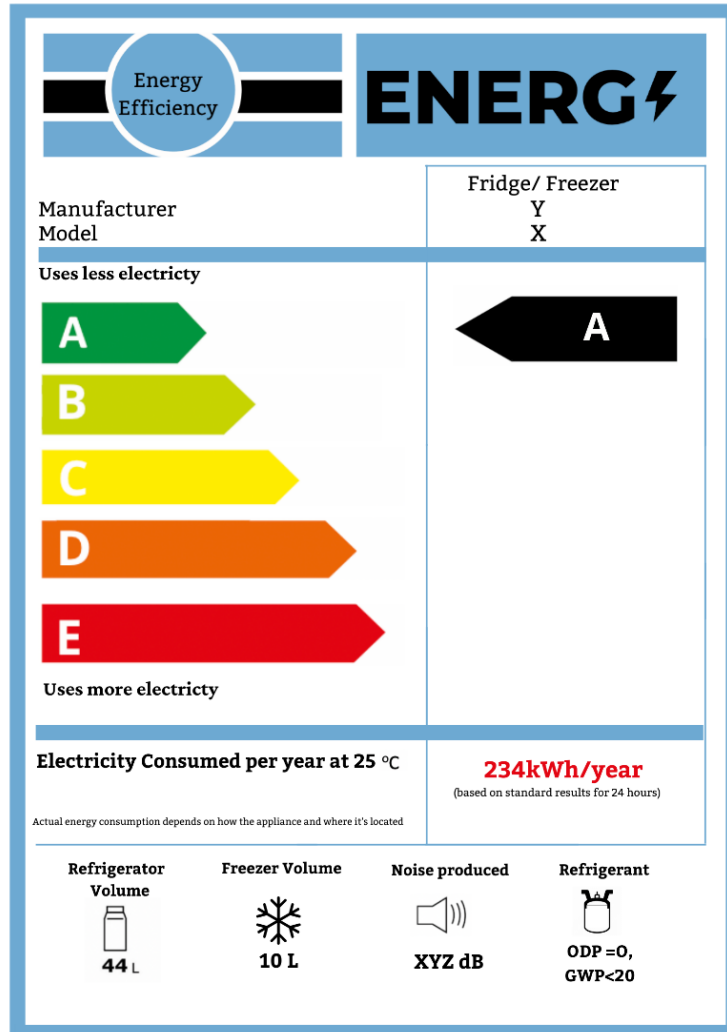 Energy
Efficiency
ENERG
Fridge/ Freezer
Manufacturer
Y
Model
X
Uses less electricty
A
A
B
C
D
E
Uses more electricty
Electricity Consumed per year at 25 °C
234kWh/year
(based on standard results for 24 hours)
Actual energy consumption depends on how the appliance and where it's located
Refrigerator
Volume
44 L
Freezer Volume
10 L
Noise produced
XYZ dB
Refrigerant
ODP =O,
GWP<20